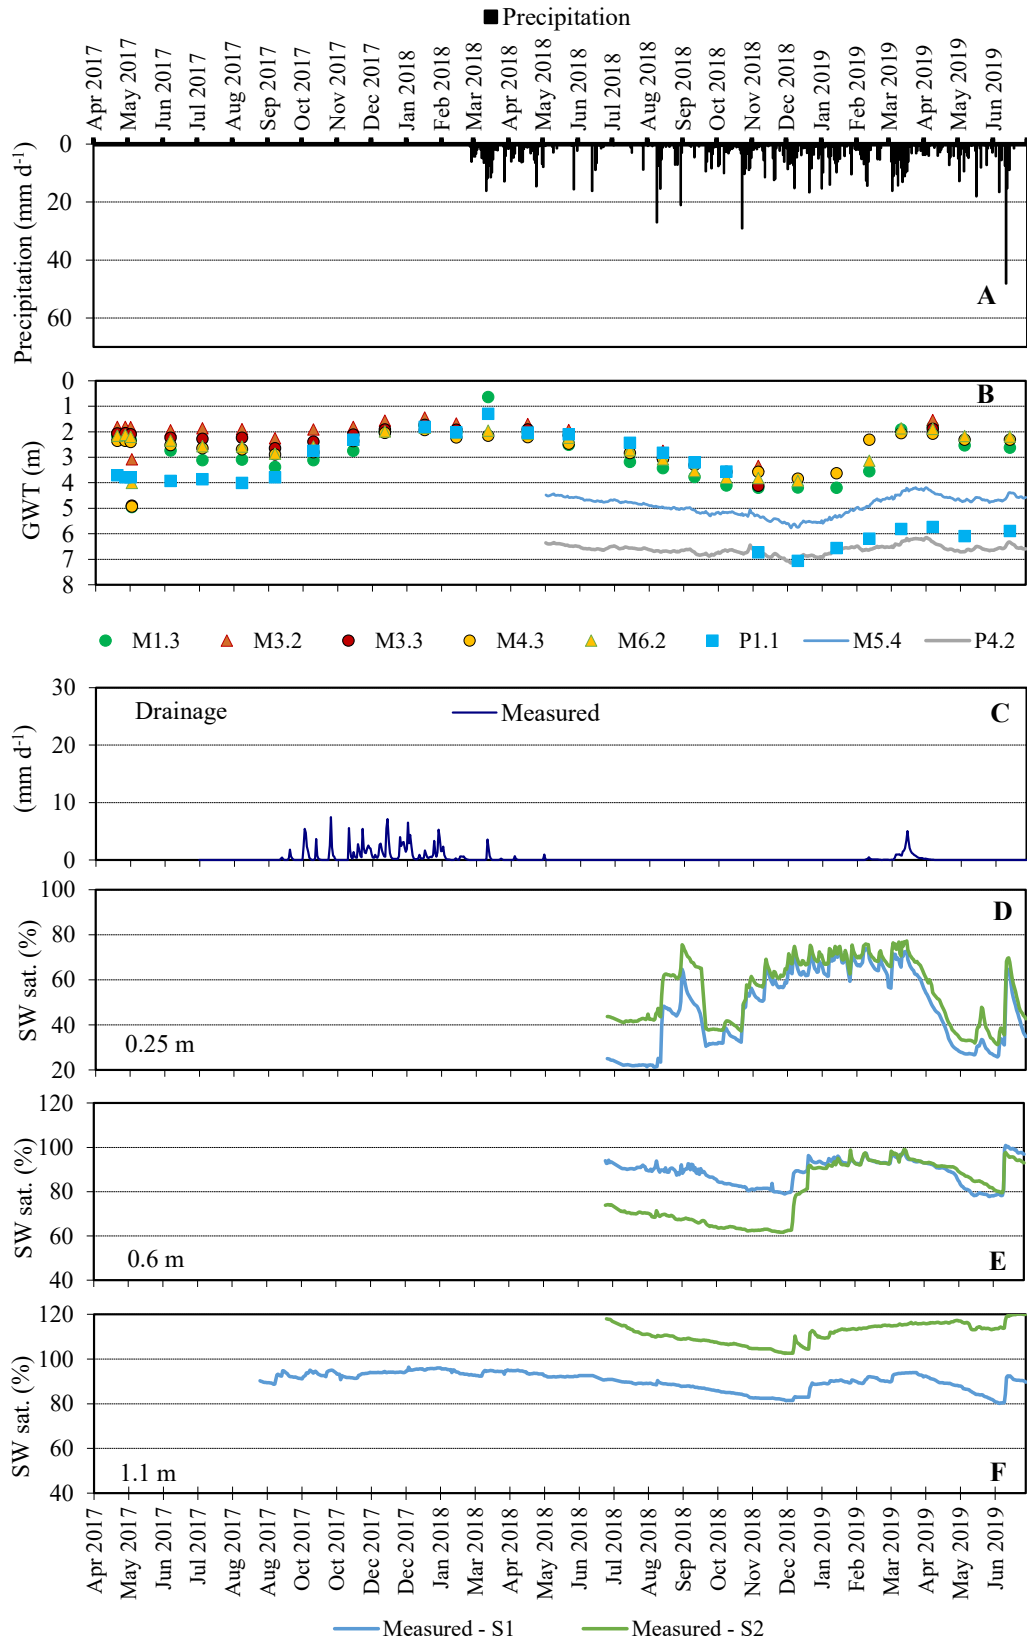 Precipitation
Apr 2017 May 2017 Jun 2017 Jul 2017 Aug 2017 Sep 2017 Oct 2017 Nov 2017 Dec 2017 Jan 2018 Feb 2018 Mar 2018 Apr 2018 May 2018 Jun 2018 Jul 2018 Aug 2018 Sep 2018 Oct 2018 Nov 2018 Dec 2018 Jan 2019 Feb 2019 Mar 2019 Apr 2019 May 2019 Jun 2019
Precipitation (mm d-1)
0
20
40
60
A
GWT (m)
0
1
2
3
4
5
6
7
8
B
M1.3 M3.2 M3.3 M4.3 M6.2 P1.1 M5.4 P4.2
(mm d-1)
30
20
10
0
Drainage Measured C
SW sat. (%)
100
80
60
40
20
D
0.25 m
SW sat. (%)
120
100
80
60
40
0.6 m E
SW sat. (%)
120
100
80
60
40
1.1 m F
Apr 2017 May 2017 Jun 2017 Jul 2017 Aug 2017 Aug 2017 Oct 2017 Oct 2017 Dec 2017 Dec 2017 Jan 2018 Mar 2018 Apr 2018 May 2018 Jun 2018 Jul 2018 Aug 2018 Sep 2018 Oct 2018 Nov 2018 Dec 2018 Jan 2019 Feb 2019 Mar 2019 Apr 2019 May 2019 Jun 2019
Measured - S1 Measured - S2